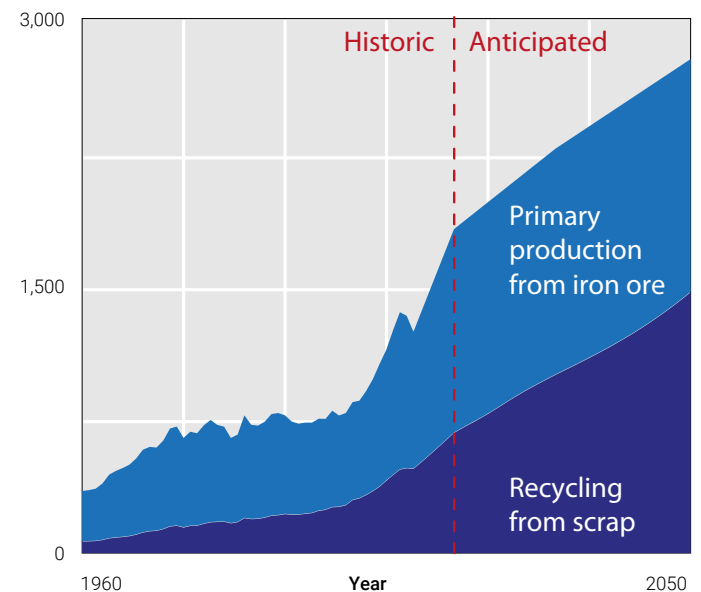 3,000
Historic
Anticipated
Primary
production
from iron ore
1,500
Recycling
from scrap
0
1960
Year
2050